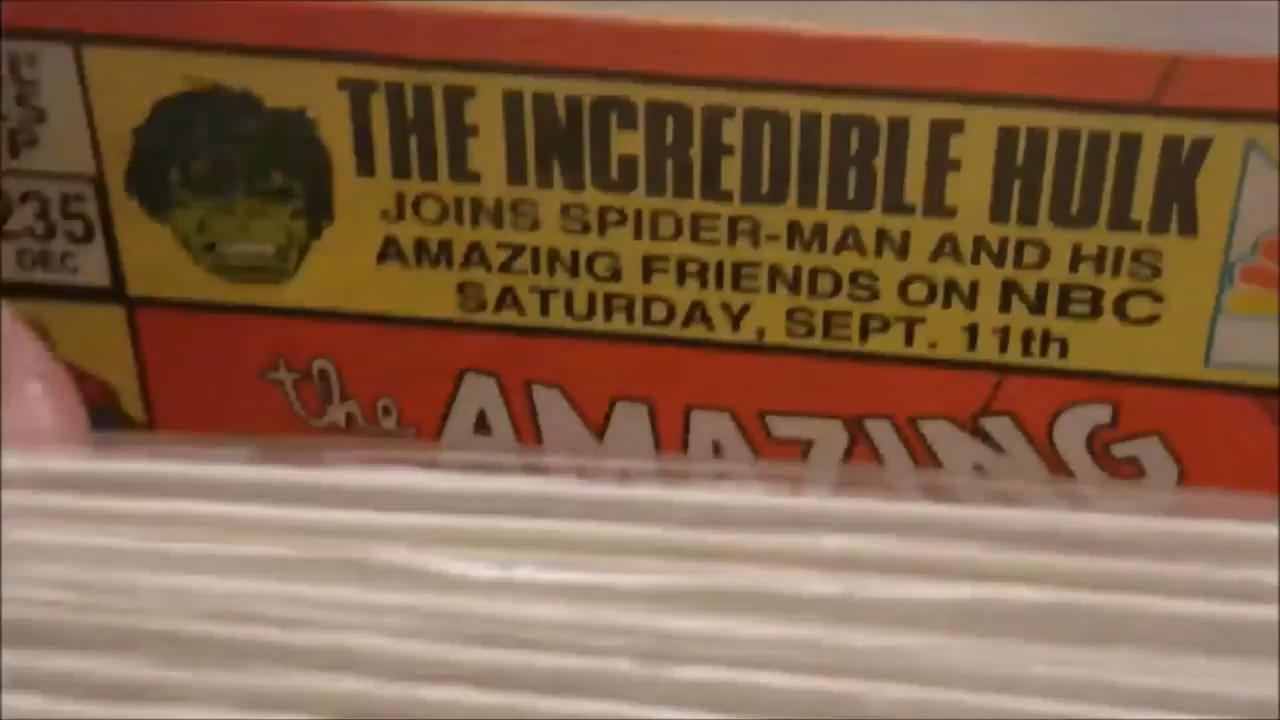 235
DEC
THE INCREDIBLE HULK
JOINS SPIDER-MAN AND HIS
AMAZING FRIENDS ON NBC
SATURDAY, SEPT. 11th
the AMAZING